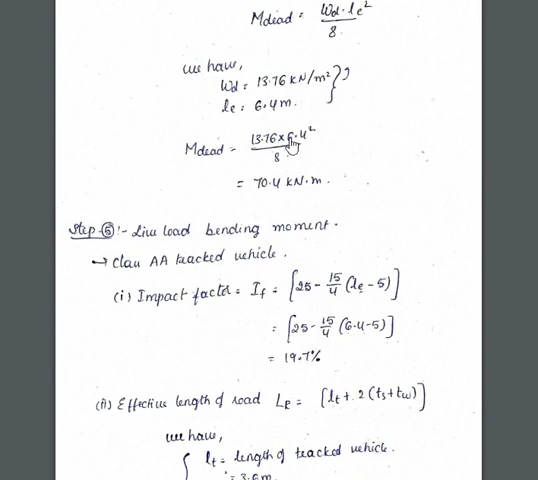 Mdead = Wd·le²
8
we have,
Wd = 13.76 kN/m² } ?
le = 6.4m.
Mdead = 13.76 x 6.4²
8
= 70.4 kN.m.
Step-⑤:- Live load bending moment.
→ Class AA tracked vehicle.
(i) Impact factor = If = [25 - 15/4 (le - 5)]
= [25 - 15/4 (6.4-5)]
= 19.7%
(ii) Effective length of road LE = [lt + 2(ts+tw)]
we have,
{ lt = length of tracked vehicle.
= 3.6m